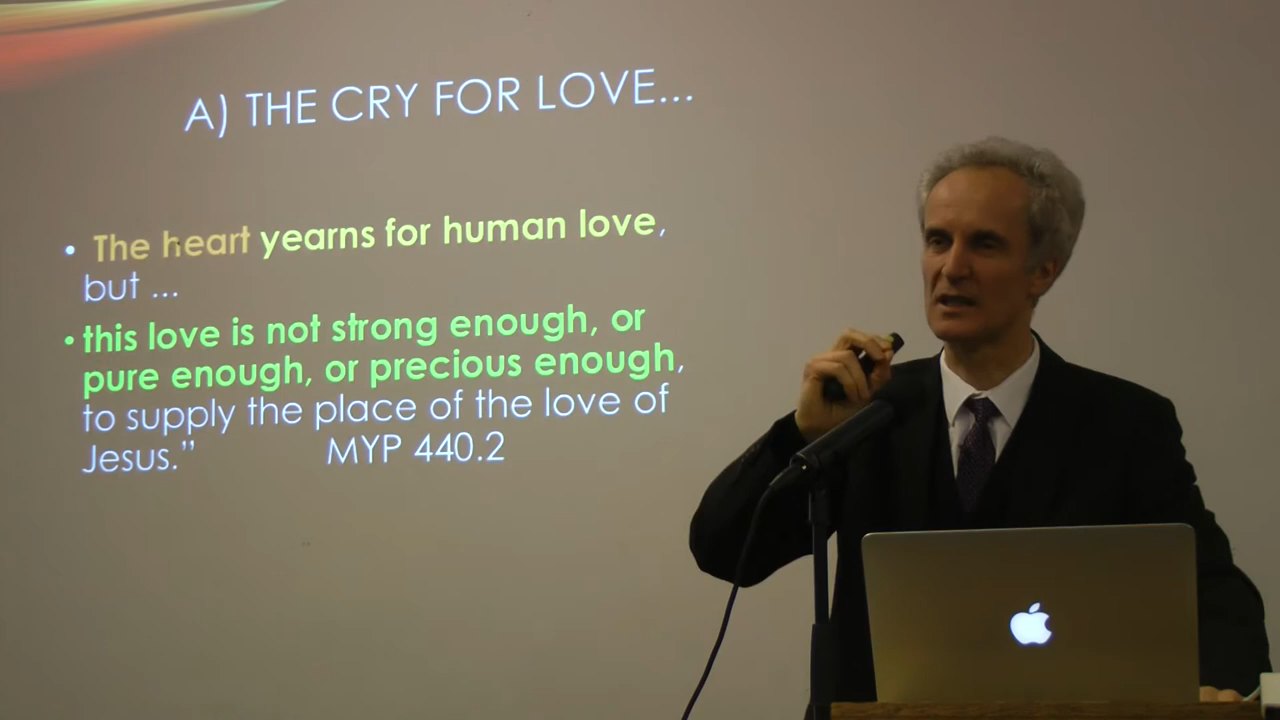 A) THE CRY FOR LOVE...
• The heart yearns for human love,
but ...
• this love is not strong enough, or
pure enough, or precious enough,
to supply the place of the love of
Jesus.” MYP 440.2